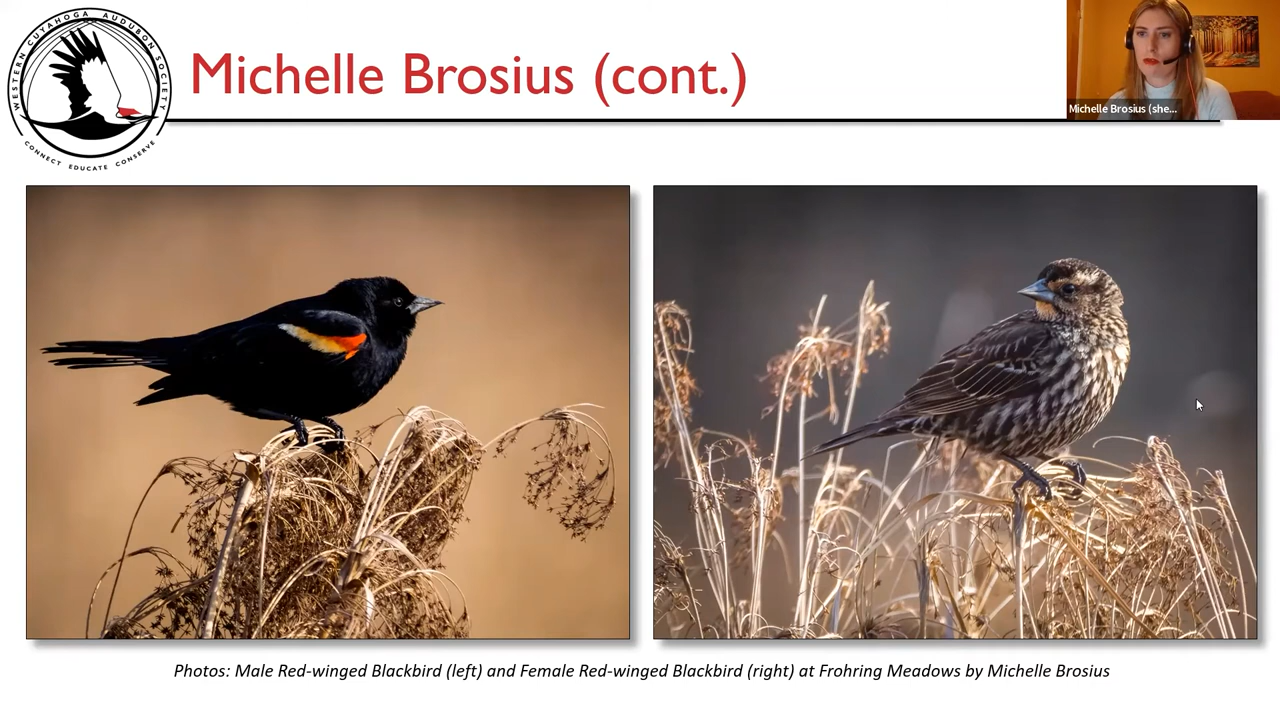 WESTERN CUYAHOGA AUDUBON SOCIETY
CONNECT EDUCATE CONSERVE
Michelle Brosius (cont.)
Michelle Brosius (she...
Photos: Male Red-winged Blackbird (left) and Female Red-winged Blackbird (right) at Frohring Meadows by Michelle Brosius